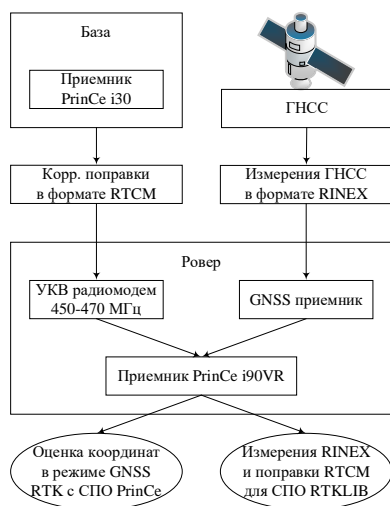 База
Приемник
PrinCe i30
ГНСС
Корр. поправки
в формате RTCM
Измерения ГНСС
в формате RINEX
Ровер
УКВ радиомодем
450-470 МГц
GNSS приемник
Приемник PrinCe i90VR
Оценка координат
в режиме GNSS
RTK с СПО PrinCe
Измерения RINEX
и поправки RTCM
для СПО RTKLIB